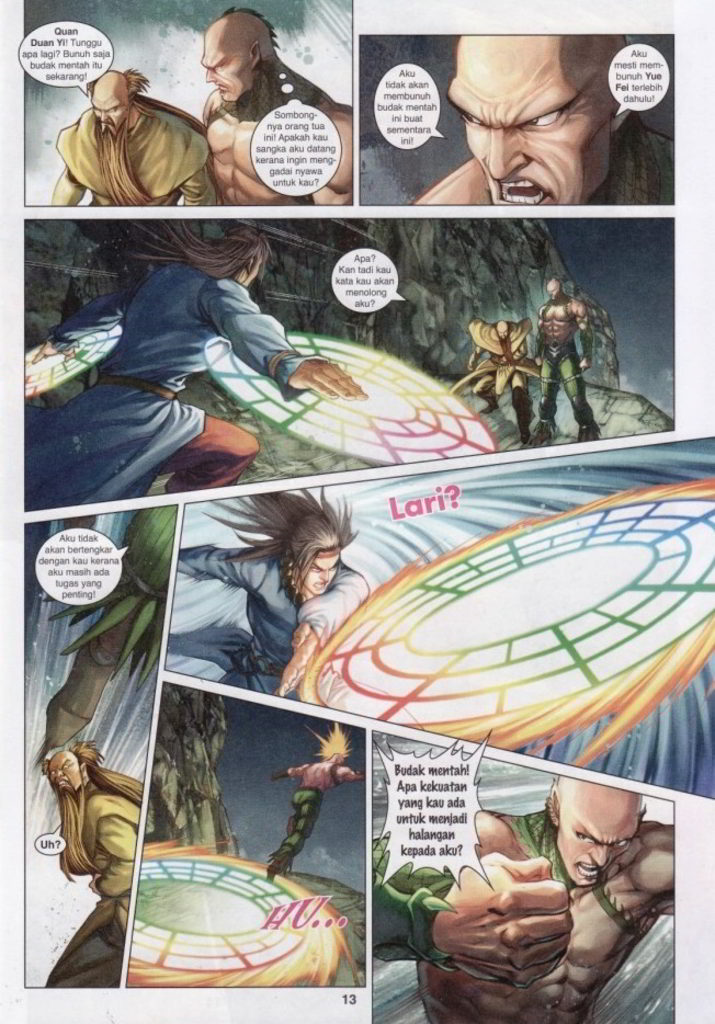 Quan
Duan Yi! Tunggu
apa lagi? Bunuh saja
budak mentah itu
sekarang!
Sombong-
nya orang tua
ini! Apakah kau
sangka aku datang
kerana ingin meng-
gadai nyawa
untuk kau?
Aku
tidak akan
membunuh
budak mentah
ini buat
sementara
ini!
Aku
mesti mem-
bunuh Yue
Fei terlebih
dahulu!
Apa?
Kan tadi kau
kata kau akan
menolong
aku?
Lari?
Aku tidak
akan bertengkar
dengan kau kerana
aku masih ada
tugas yang
penting!
Uh?
HU...
Budak mentah!
Apa kekuatan
yang kau ada
untuk menjadi
halangan
kepada aku?
13